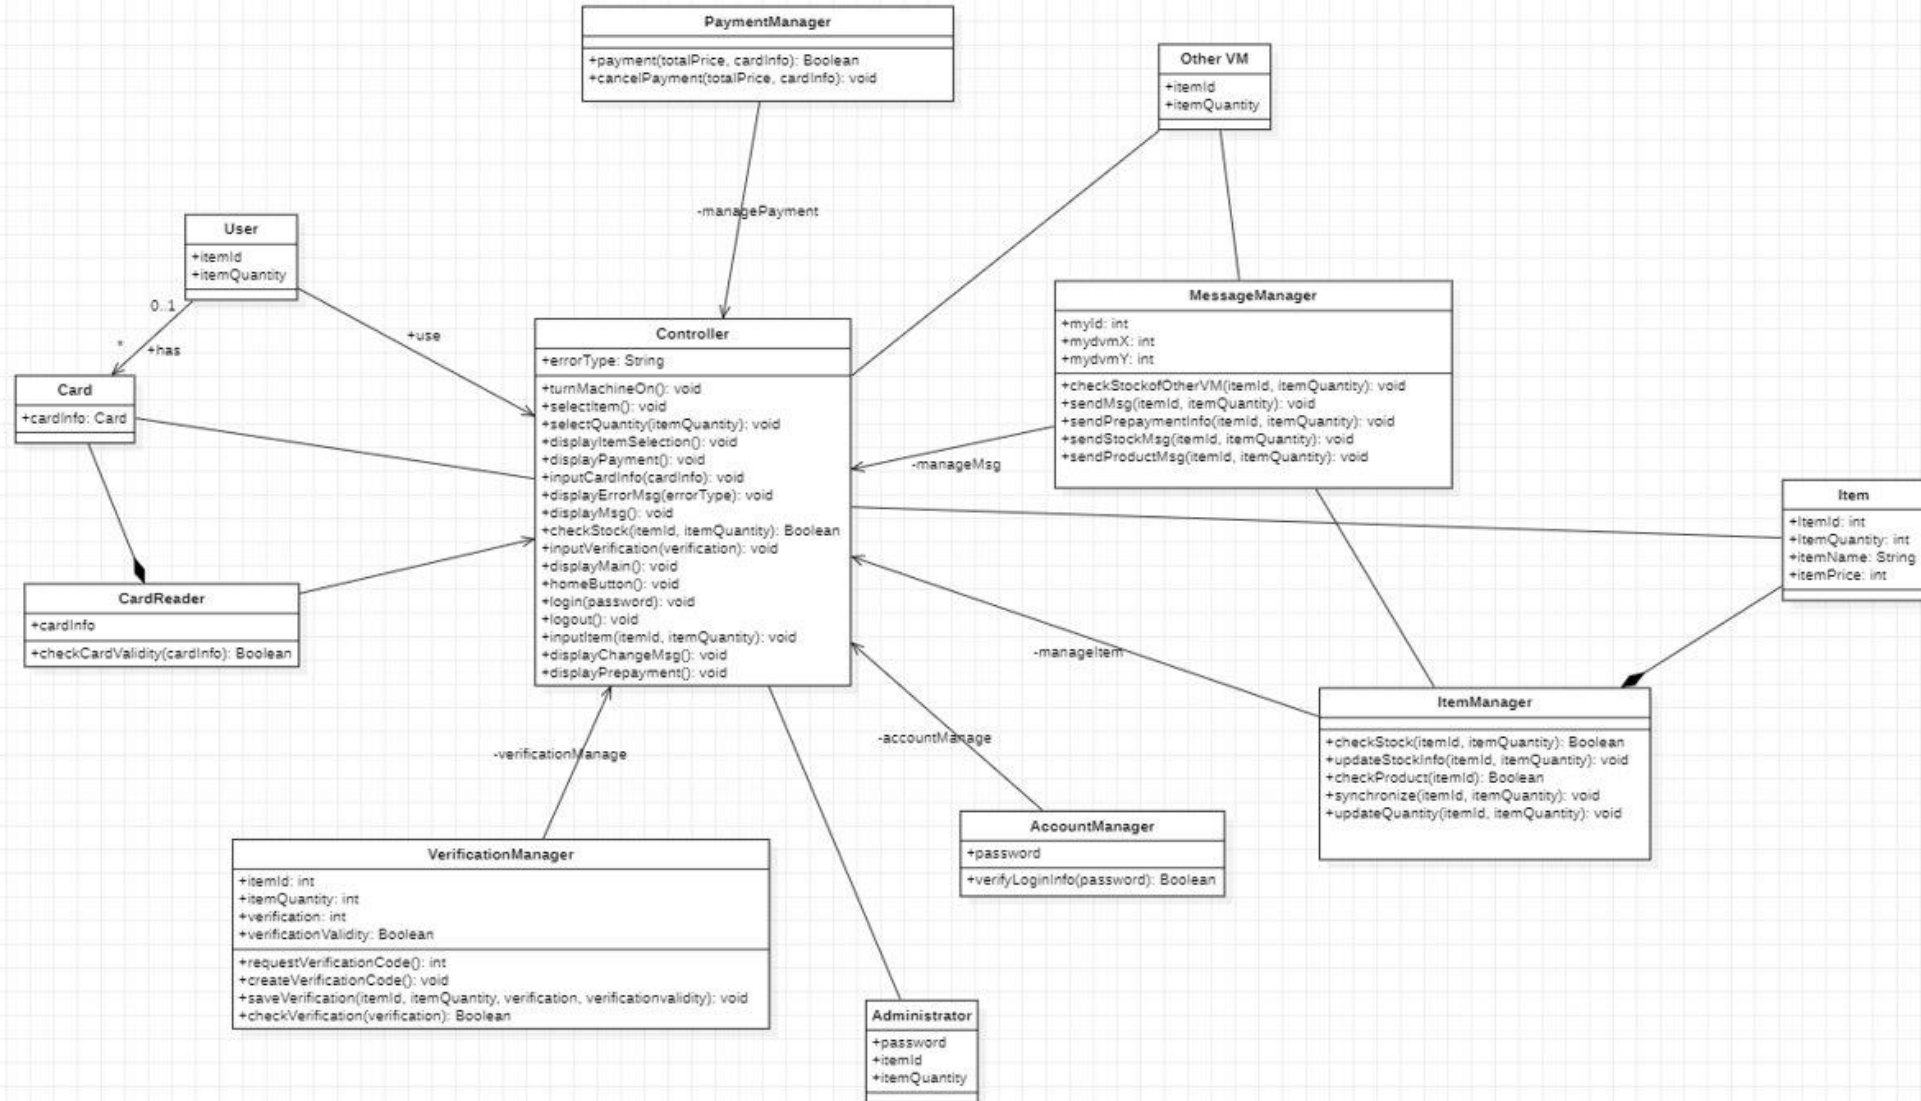 PaymentManager
+payment(totalPrice, cardInfo): Boolean
+cancelPayment(totalPrice, cardInfo): void
Other VM
+itemId
+itemQuantity
-managePayment
User
+itemId
+itemQuantity
0..1
*
+has
+use
Card
+cardInfo: Card
Controller
+errorType: String
+turnMachineOn(): void
+selectItem(): void
+selectQuantity(itemQuantity): void
+displayItemSelection(): void
+displayPayment(): void
+inputCardInfo(cardInfo): void
+displayErrorMsg(errorType): void
+displayMsg(): void
+checkStock(itemId, itemQuantity): Boolean
+inputVerification(verification): void
+displayMain(): void
+homeButton(): void
+login(password): void
+logout(): void
+inputItem(itemId, itemQuantity): void
+displayChangeMsg(): void
+displayPrepayment(): void
MessageManager
+myId: int
+mydvmX: int
+mydvmY: int
+checkStockofOtherVM(itemId, itemQuantity): void
+sendMsg(itemId, itemQuantity): void
+sendPrepaymentInfo(itemId, itemQuantity): void
+sendStockMsg(itemId, itemQuantity): void
+sendProductMsg(itemId, itemQuantity): void
-manageMsg
Item
+ItemId: int
+ItemQuantity: int
+itemName: String
+itemPrice: int
CardReader
+cardInfo
+checkCardValidity(cardInfo): Boolean
-manageItem
ItemManager
+checkStock(itemId, itemQuantity): Boolean
+updateStockInfo(itemId, itemQuantity): void
+checkProduct(itemId): Boolean
+synchronize(itemId, itemQuantity): void
+updateQuantity(itemId, itemQuantity): void
-verificationManage
-accountManage
AccountManager
+password
+verifyLoginInfo(password): Boolean
VerificationManager
+itemId: int
+itemQuantity: int
+verification: int
+verificationValidity: Boolean
+requestVerificationCode(): int
+createVerificationCode(): void
+saveVerification(itemId, itemQuantity, verification, verificationvalidity): void
+checkVerification(verification): Boolean
Administrator
+password
+itemId
+itemQuantity